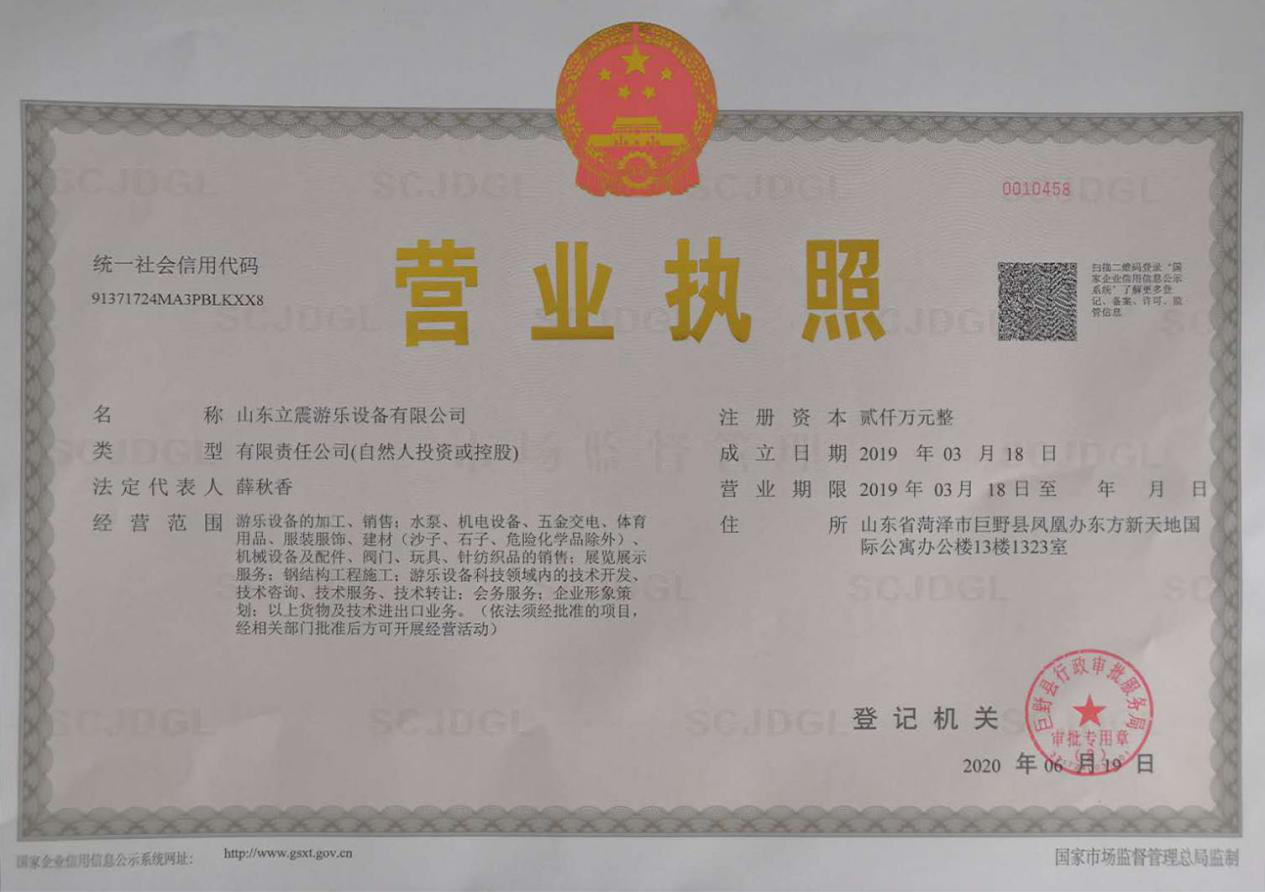 0010458
营业执照
统一社会信用代码
91371724MA3PBLKXX8
扫描二维码登录“国
家企业信用信息公示
系统”了解更多登
记、备案、许可、监
管信息
名 称 山东立震游乐设备有限公司
类 型 有限责任公司(自然人投资或控股)
法定代表人 薛秋香
经营范围 游乐设备的加工、销售；水泵、机电设备、五金交电、体育
用品、服装服饰、建材（沙子、石子、危险化学品除外）、
机械设备及配件、阀门、玩具、针纺织品的销售；展览展示
服务；钢结构工程施工；游乐设备科技领域内的技术开发、
技术咨询、技术服务、技术转让；会务服务；企业形象策
划；以上货物及技术进出口业务。（依法须经批准的项目，
经相关部门批准后方可开展经营活动）
注册资本 贰仟万元整
成立日期 2019 年 03 月 18 日
营业期限 2019 年 03 月 18 日 至 年 月 日
住 所 山东省菏泽市巨野县凤凰办东方新天地国
际公寓办公楼13楼1323室
巨野县行政审批服务局
审批专用章
登记机关
2020 年 06 月 19 日
国家企业信用信息公示系统网址：
http://www.gsxt.gov.cn
国家市场监督管理总局监制